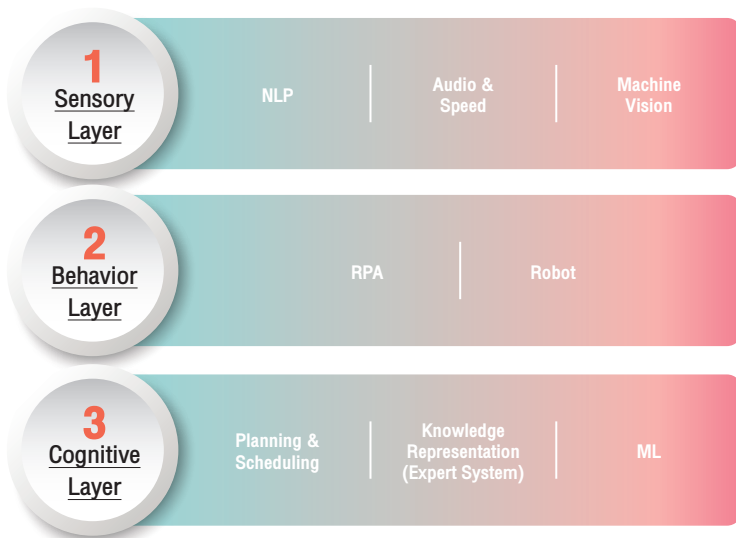 1
Sensory
Layer
NLP
Audio &
Speed
Machine
Vision
2
Behavior
Layer
RPA
Robot
3
Cognitive
Layer
Planning &
Scheduling
Knowledge
Representation
(Expert System)
ML